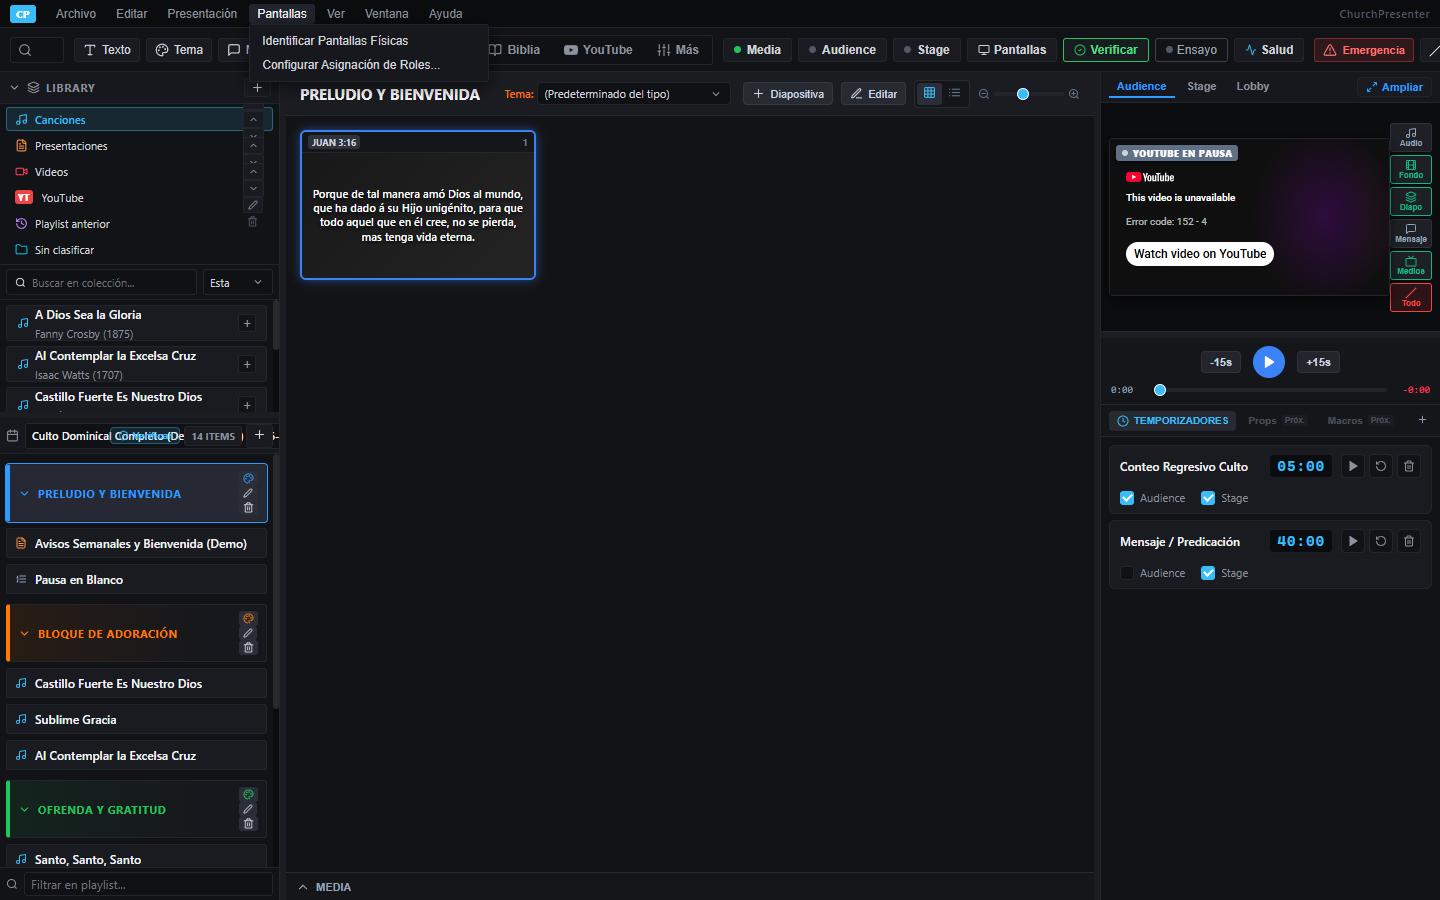 CP Archivo Editar Presentación Pantallas Ver Ventana Ayuda ChurchPresenter
Identificar Pantallas Físicas
Configurar Asignación de Roles...
Texto Tema Biblia YouTube Más Media Audience Stage Pantallas Verificar Ensayo Salud Emergencia
LIBRARY
Canciones
Presentaciones
Videos
YT YouTube
Playlist anterior
Sin clasificar
Buscar en colección... Esta
A Dios Sea la Gloria
Fanny Crosby (1875)
Al Contemplar la Excelsa Cruz
Isaac Watts (1707)
Castillo Fuerte Es Nuestro Dios
Culto Dominical Completo (De 14 ITEMS
PRELUDIO Y BIENVENIDA
Avisos Semanales y Bienvenida (Demo)
Pausa en Blanco
BLOQUE DE ADORACIÓN
Castillo Fuerte Es Nuestro Dios
Sublime Gracia
Al Contemplar la Excelsa Cruz
OFRENDA Y GRATITUD
Santo, Santo, Santo
Filtrar en playlist...
PRELUDIO Y BIENVENIDA Tema: (Predeterminado del tipo) Diapositiva Editar
JUAN 3:16 1
Porque de tal manera amó Dios al mundo,
que ha dado á su Hijo unigénito, para que
todo aquel que en él cree, no se pierda,
mas tenga vida eterna.
MEDIA
Audience Stage Lobby Ampliar
YOUTUBE EN PAUSA
YouTube
This video is unavailable
Error code: 152 - 4
Watch video on YouTube
Audio
Fondo
Diapo
Mensaje
Medios
Todo
-15s +15s
0:00 -0:00
TEMPORIZADORES Props Próx. Macros Próx.
Conteo Regresivo Culto 05:00
Audience Stage
Mensaje / Predicación 40:00
Audience Stage